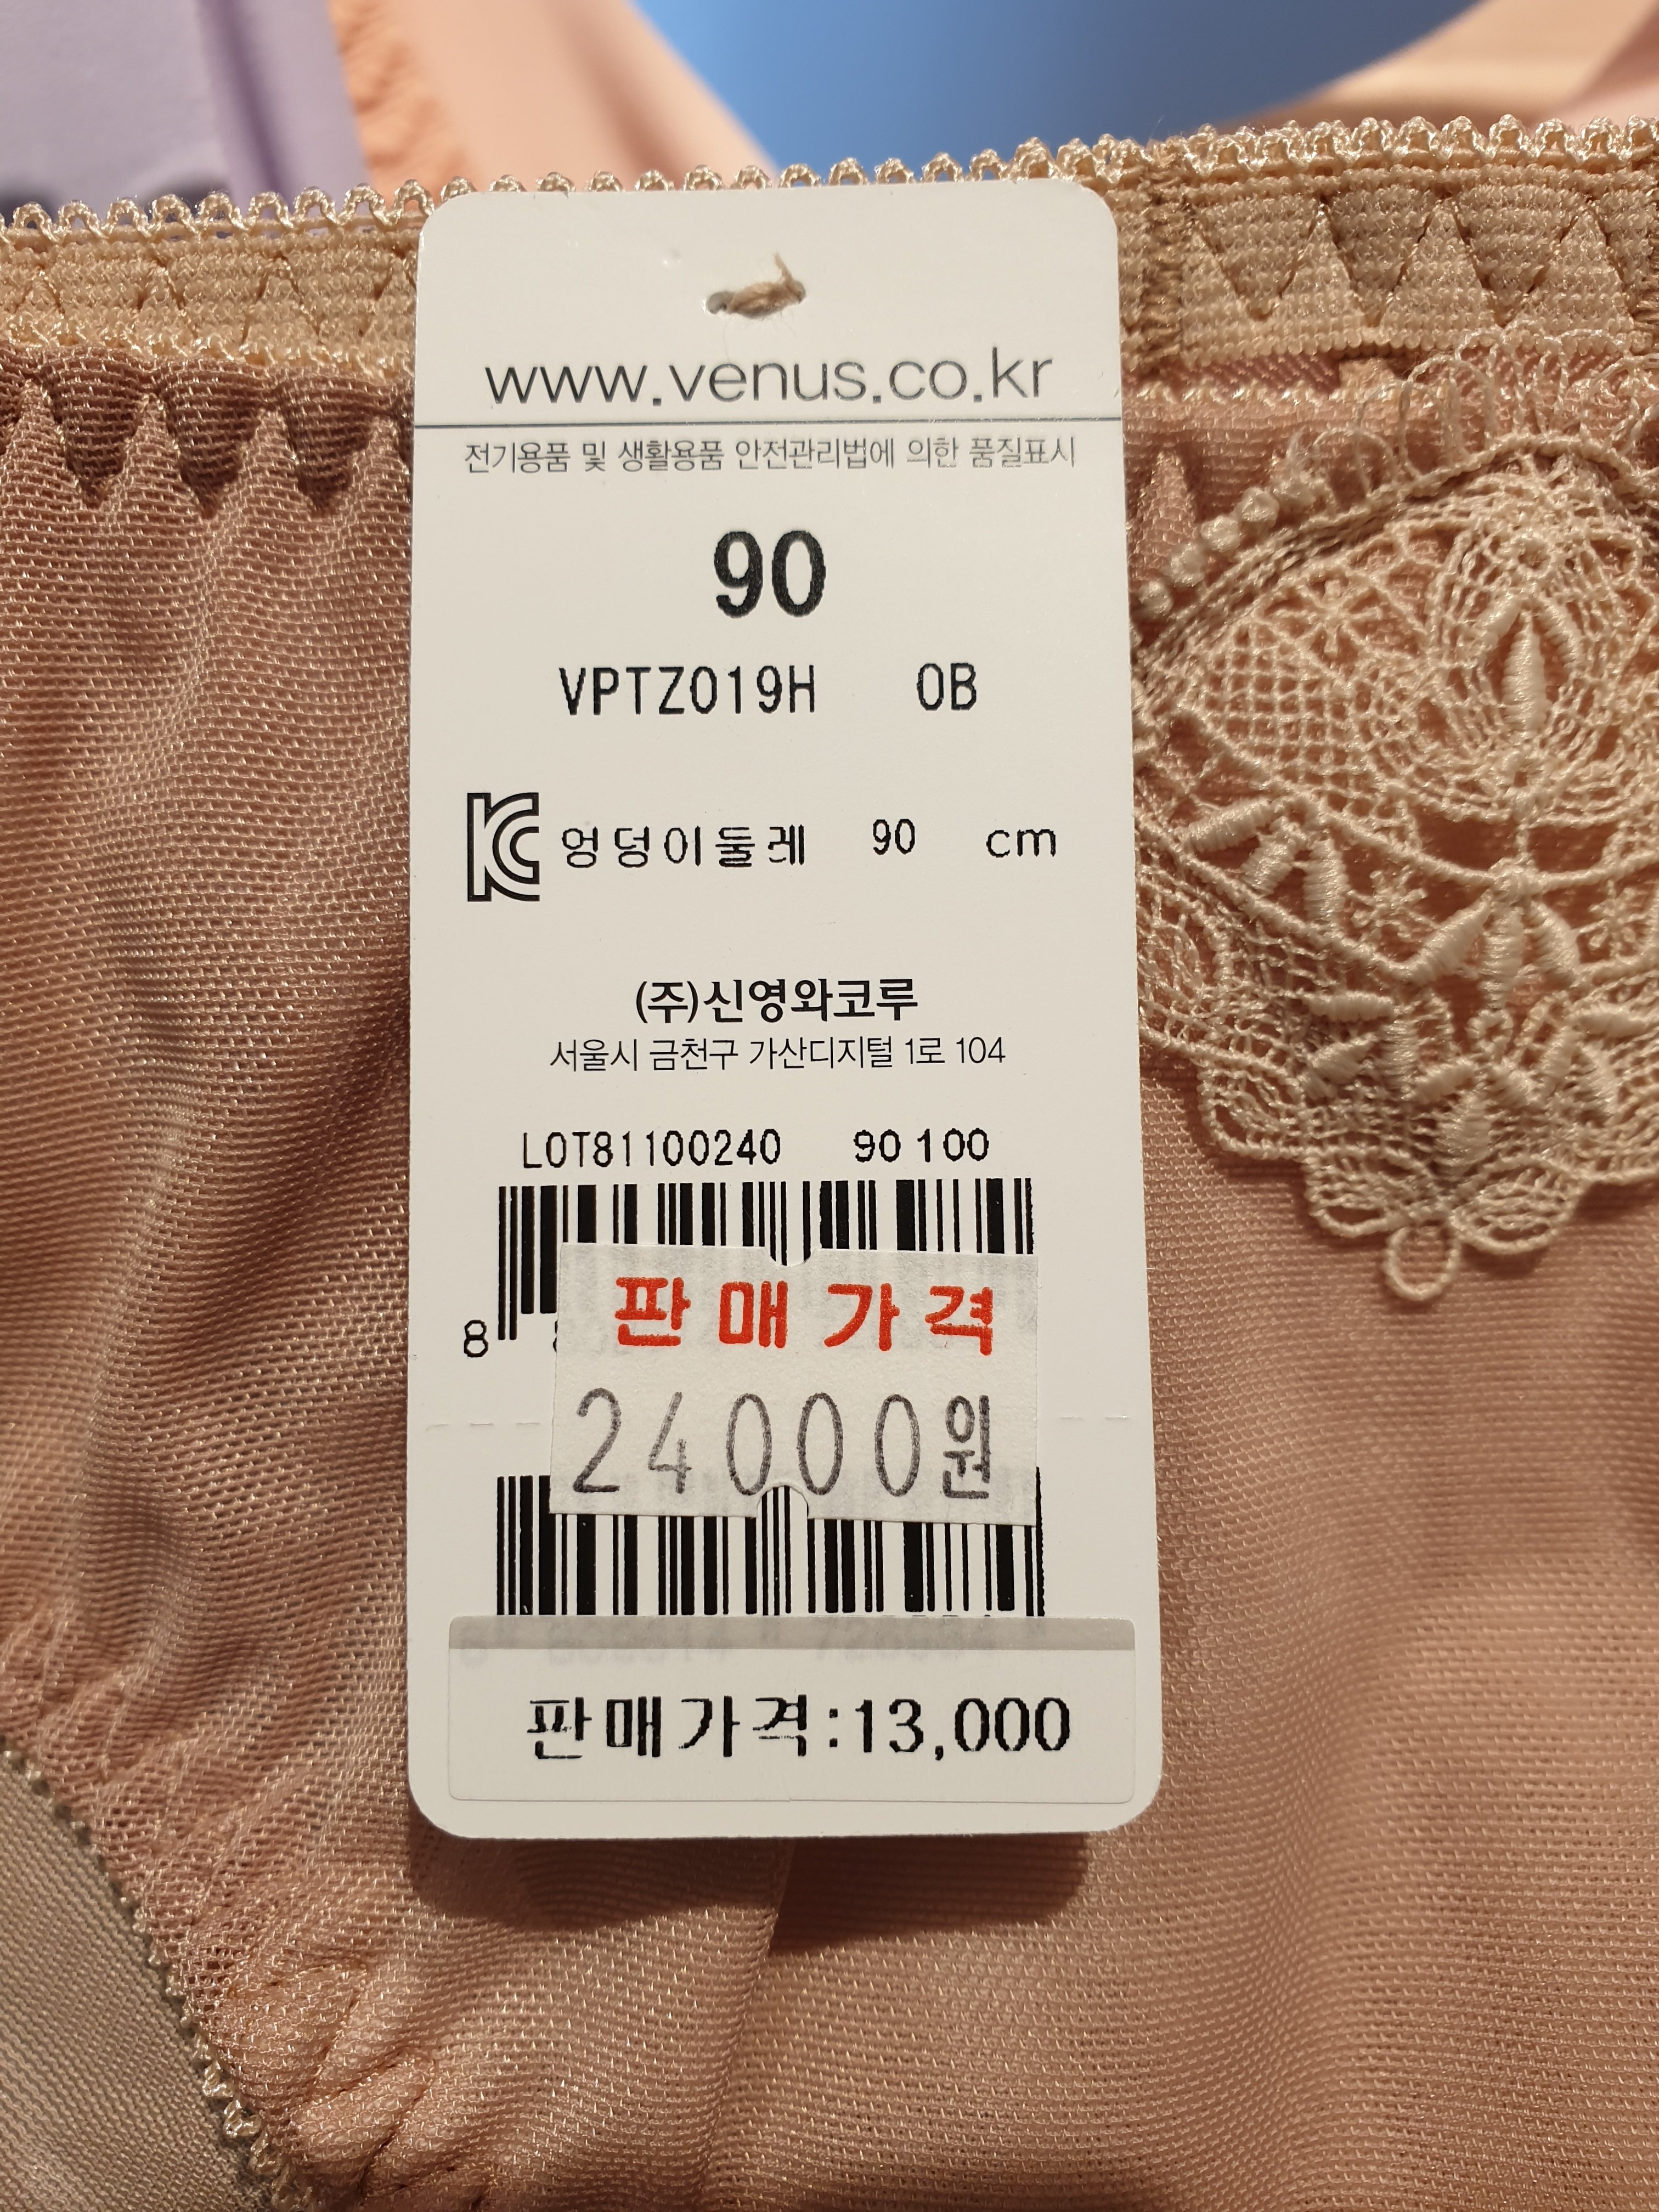 www.venus.co.kr
전기용품 및 생활용품 안전관리법에 의한 품질표시
90
VPTZ019H OB
KC 엉덩이둘레 90 cm
(주)신영와코루
서울시 금천구 가산디지털 1로 104
LOT81100240 90 100
8
판매가격
24000원
판매가격:13,000